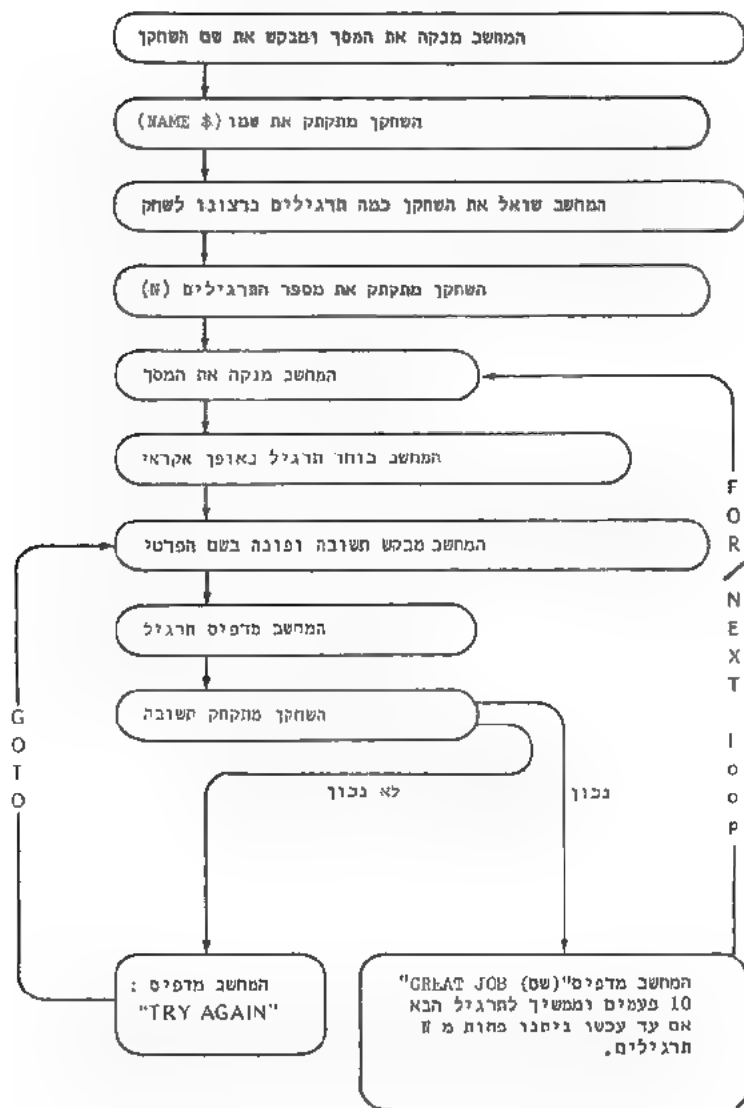 המחשב מנקה את המסך ומבקש את שם השחקן
השחקן מתקתק את שמו (NAME $)
המחשב שואל את השחקן כמה תרגילים ברצונו לשחק
השחקן מתקתק את מספר התרגילים (N)
המחשב מנקה את המסך
המחשב בוחר תרגיל באופן אקראי
המחשב מבקש תשובה ופונה בשם הפרטי
המחשב מדפיס תרגיל
השחקן מתקתק תשובה
לא נכון
נכון
GOTO
FOR/NEXT loop
המחשב מדפיס :
"TRY AGAIN"
המחשב מדפיס "GREAT JOB (שם)"
10 פעמים וממשיך לתרגיל הבא
אם עד עכשו ניתנו פחות מ N
תרגילים.